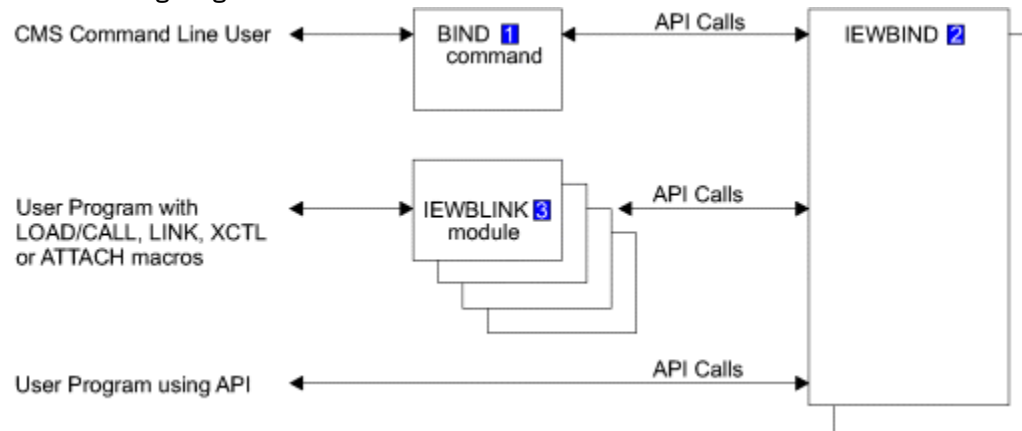 CMS Command Line User
BIND 1
command
API Calls
IEWBIND 2
User Program with
LOAD/CALL, LINK, XCTL
or ATTACH macros
IEWBLINK 3
module
API Calls
User Program using API
API Calls